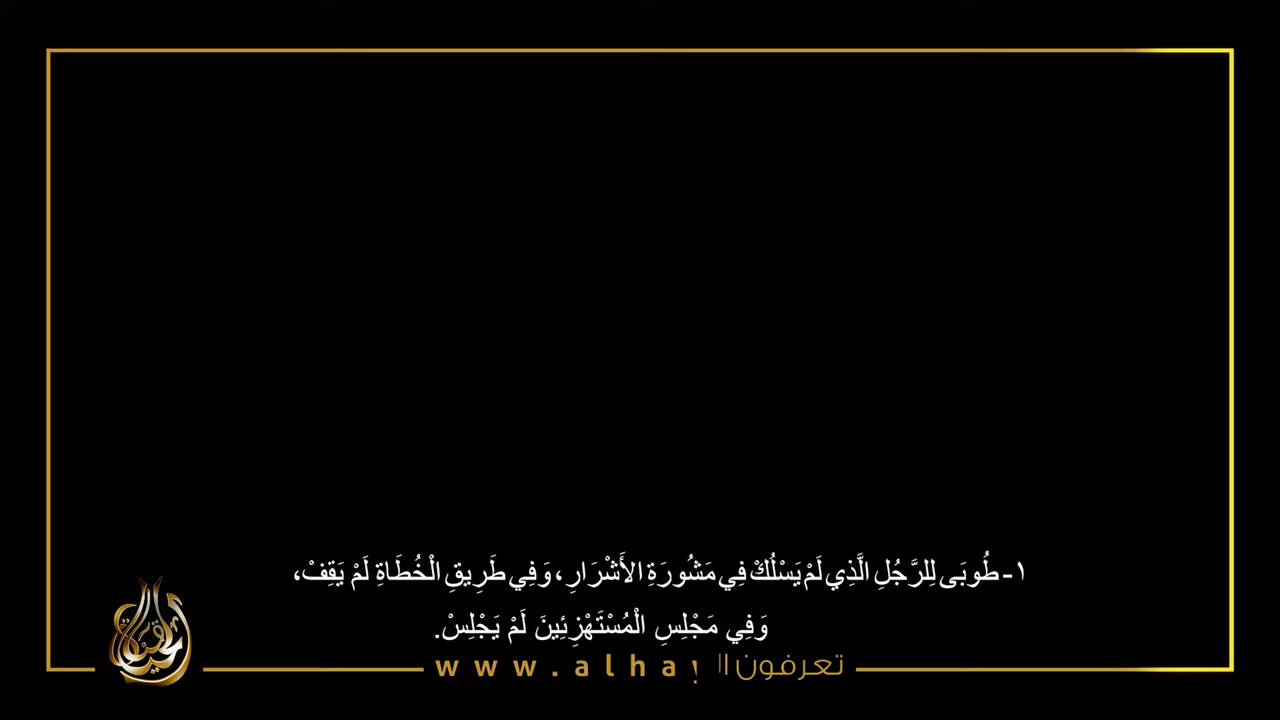 ١- طُوبَى لِلرَّجُلِ الَّذِي لَمْ يَسْلُكْ فِي مَشُورَةِ الأَشْرَارِ، وَفِي طَرِيقِ الْخُطَاةِ لَمْ يَقِفْ،
وَفِي مَجْلِسِ الْمُسْتَهْزِئِينَ لَمْ يَجْلِسْ.
www.alha تعرفون